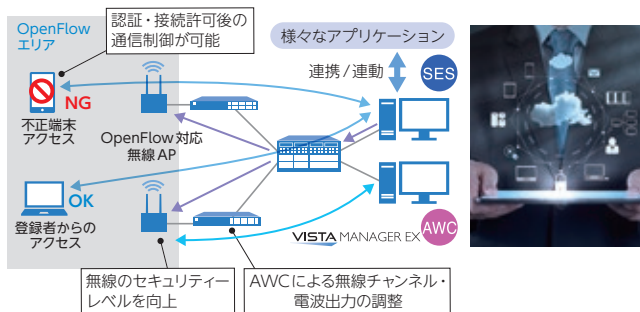 OpenFlow
エリア
認証・接続許可後の
通信制御が可能
様々なアプリケーション
連携/連動
SES
NG
不正端末
アクセス
OpenFlow対応
無線AP
OK
登録者からの
アクセス
VISTA MANAGER EX
AWC
無線のセキュリティー
レベルを向上
AWCによる無線チャンネル・
電波出力の調整